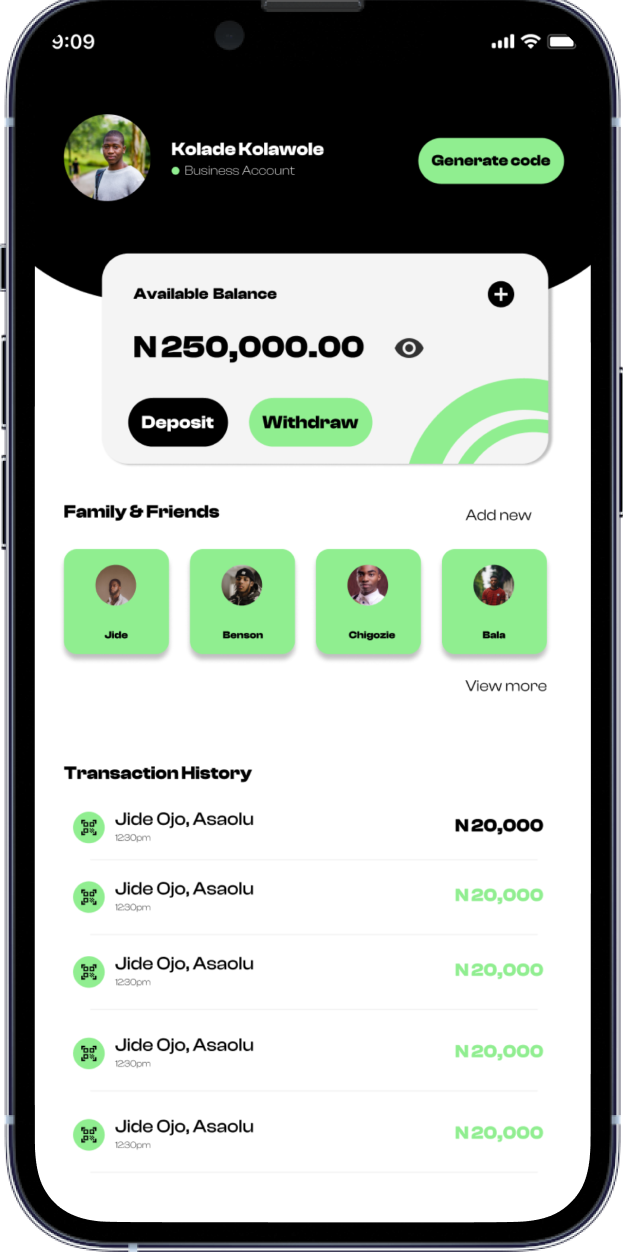 9:09
Kolade Kolawole
Business Account
Generate code
Available Balance
N250,000.00
Deposit
Withdraw
Family & Friends
Add new
Jide
Benson
Chigozie
Bala
View more
Transaction History
Jide Ojo, Asaolu
N20,000
12:30pm
Jide Ojo, Asaolu
N20,000
12:30pm
Jide Ojo, Asaolu
N20,000
12:30pm
Jide Ojo, Asaolu
N20,000
12:30pm
Jide Ojo, Asaolu
N20,000
12:30pm